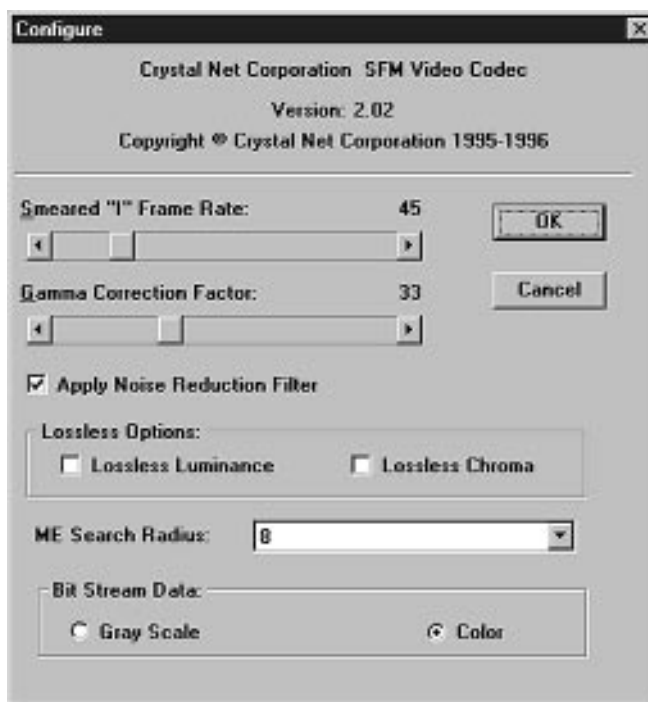 Configure
Crystal Net Corporation SFM Video Codec
Version: 2.02
Copyright ® Crystal Net Corporation 1995-1996
Smeared "I" Frame Rate: 45
OK
Gamma Correction Factor: 33
Cancel
Apply Noise Reduction Filter
Lossless Options:
Lossless Luminance Lossless Chroma
ME Search Radius: 8
Bit Stream Data:
Gray Scale Color